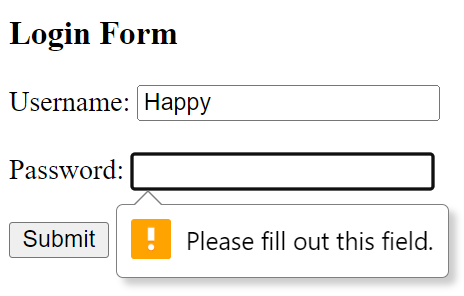 Login Form
Username: Happy
Password:
Submit
Please fill out this field.